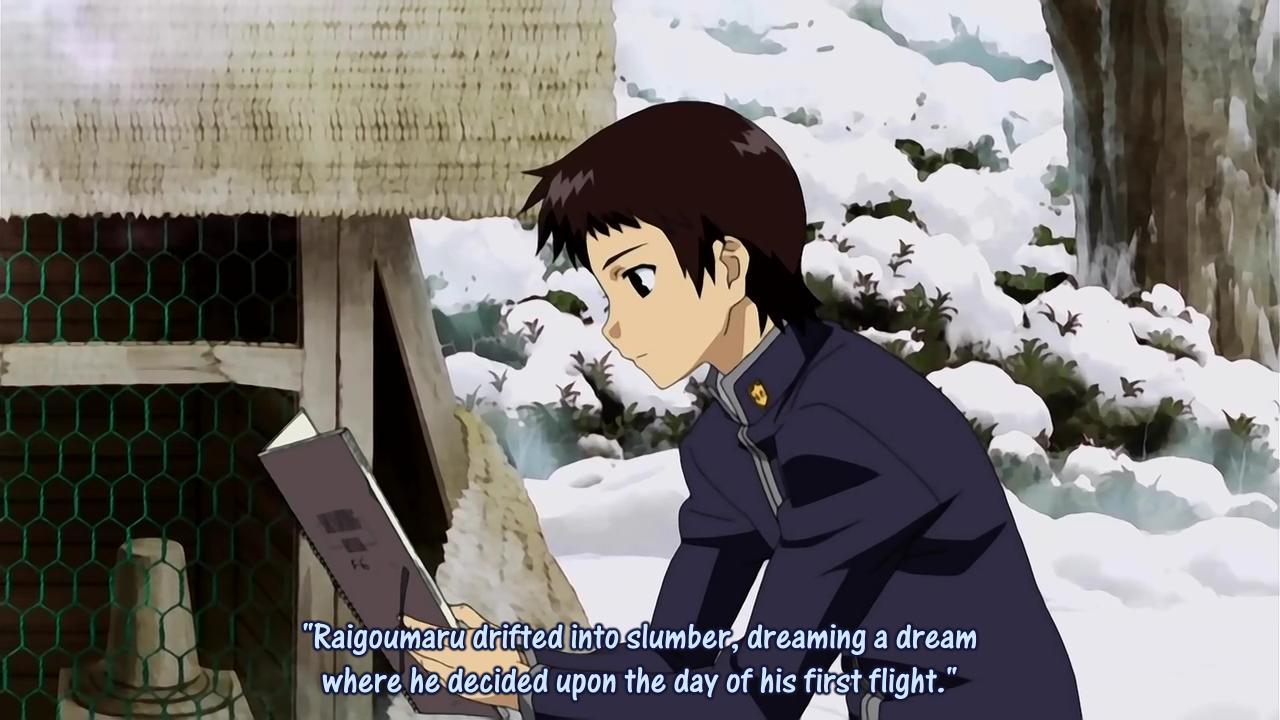 "Raigoumaru drifted into slumber, dreaming a dream
where he decided upon the day of his first flight."